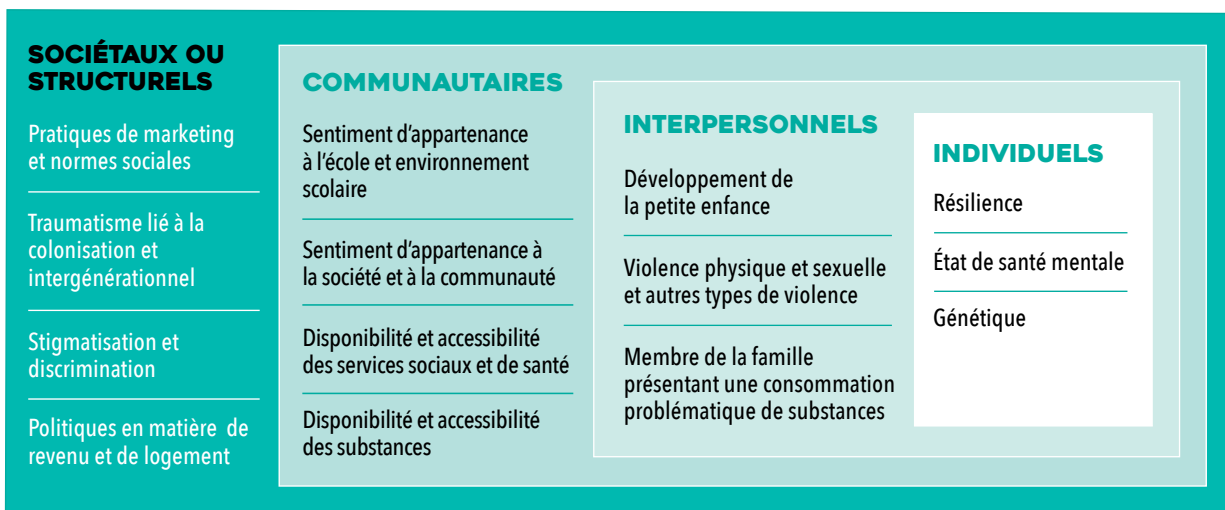 SOCIÉTAUX OU
STRUCTURELS
Pratiques de marketing
et normes sociales
Traumatisme lié à la
colonisation et
intergénérationnel
Stigmatisation et
discrimination
Politiques en matière de
revenu et de logement
COMMUNAUTAIRES
Sentiment d'appartenance
à l'école et environnement
scolaire
Sentiment d'appartenance à
la société et à la communauté
Disponibilité et accessibilité
des services sociaux et de santé
Disponibilité et accessibilité
des substances
INTERPERSONNELS
Développement de
la petite enfance
Violence physique et sexuelle
et autres types de violence
Membre de la famille
présentant une consommation
problématique de substances
INDIVIDUELS
Résilience
État de santé mentale
Génétique